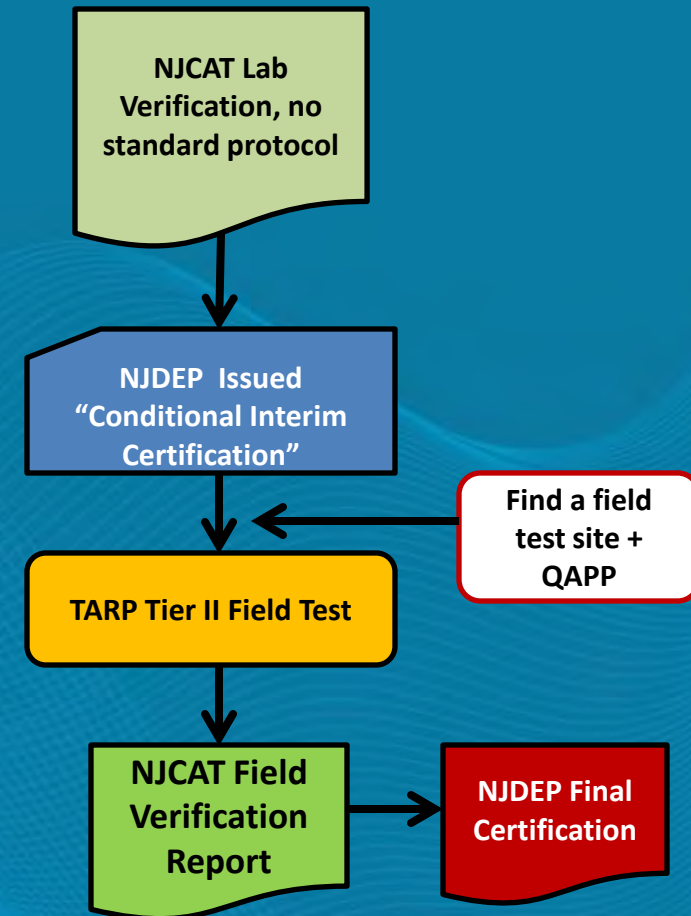 NJCAT Lab
Verification, no
standard protocol
NJDEP Issued
“Conditional Interim
Certification”
Find a field
test site +
QAPP
TARP Tier II Field Test
NJCAT Field
Verification
Report
NJDEP Final
Certification